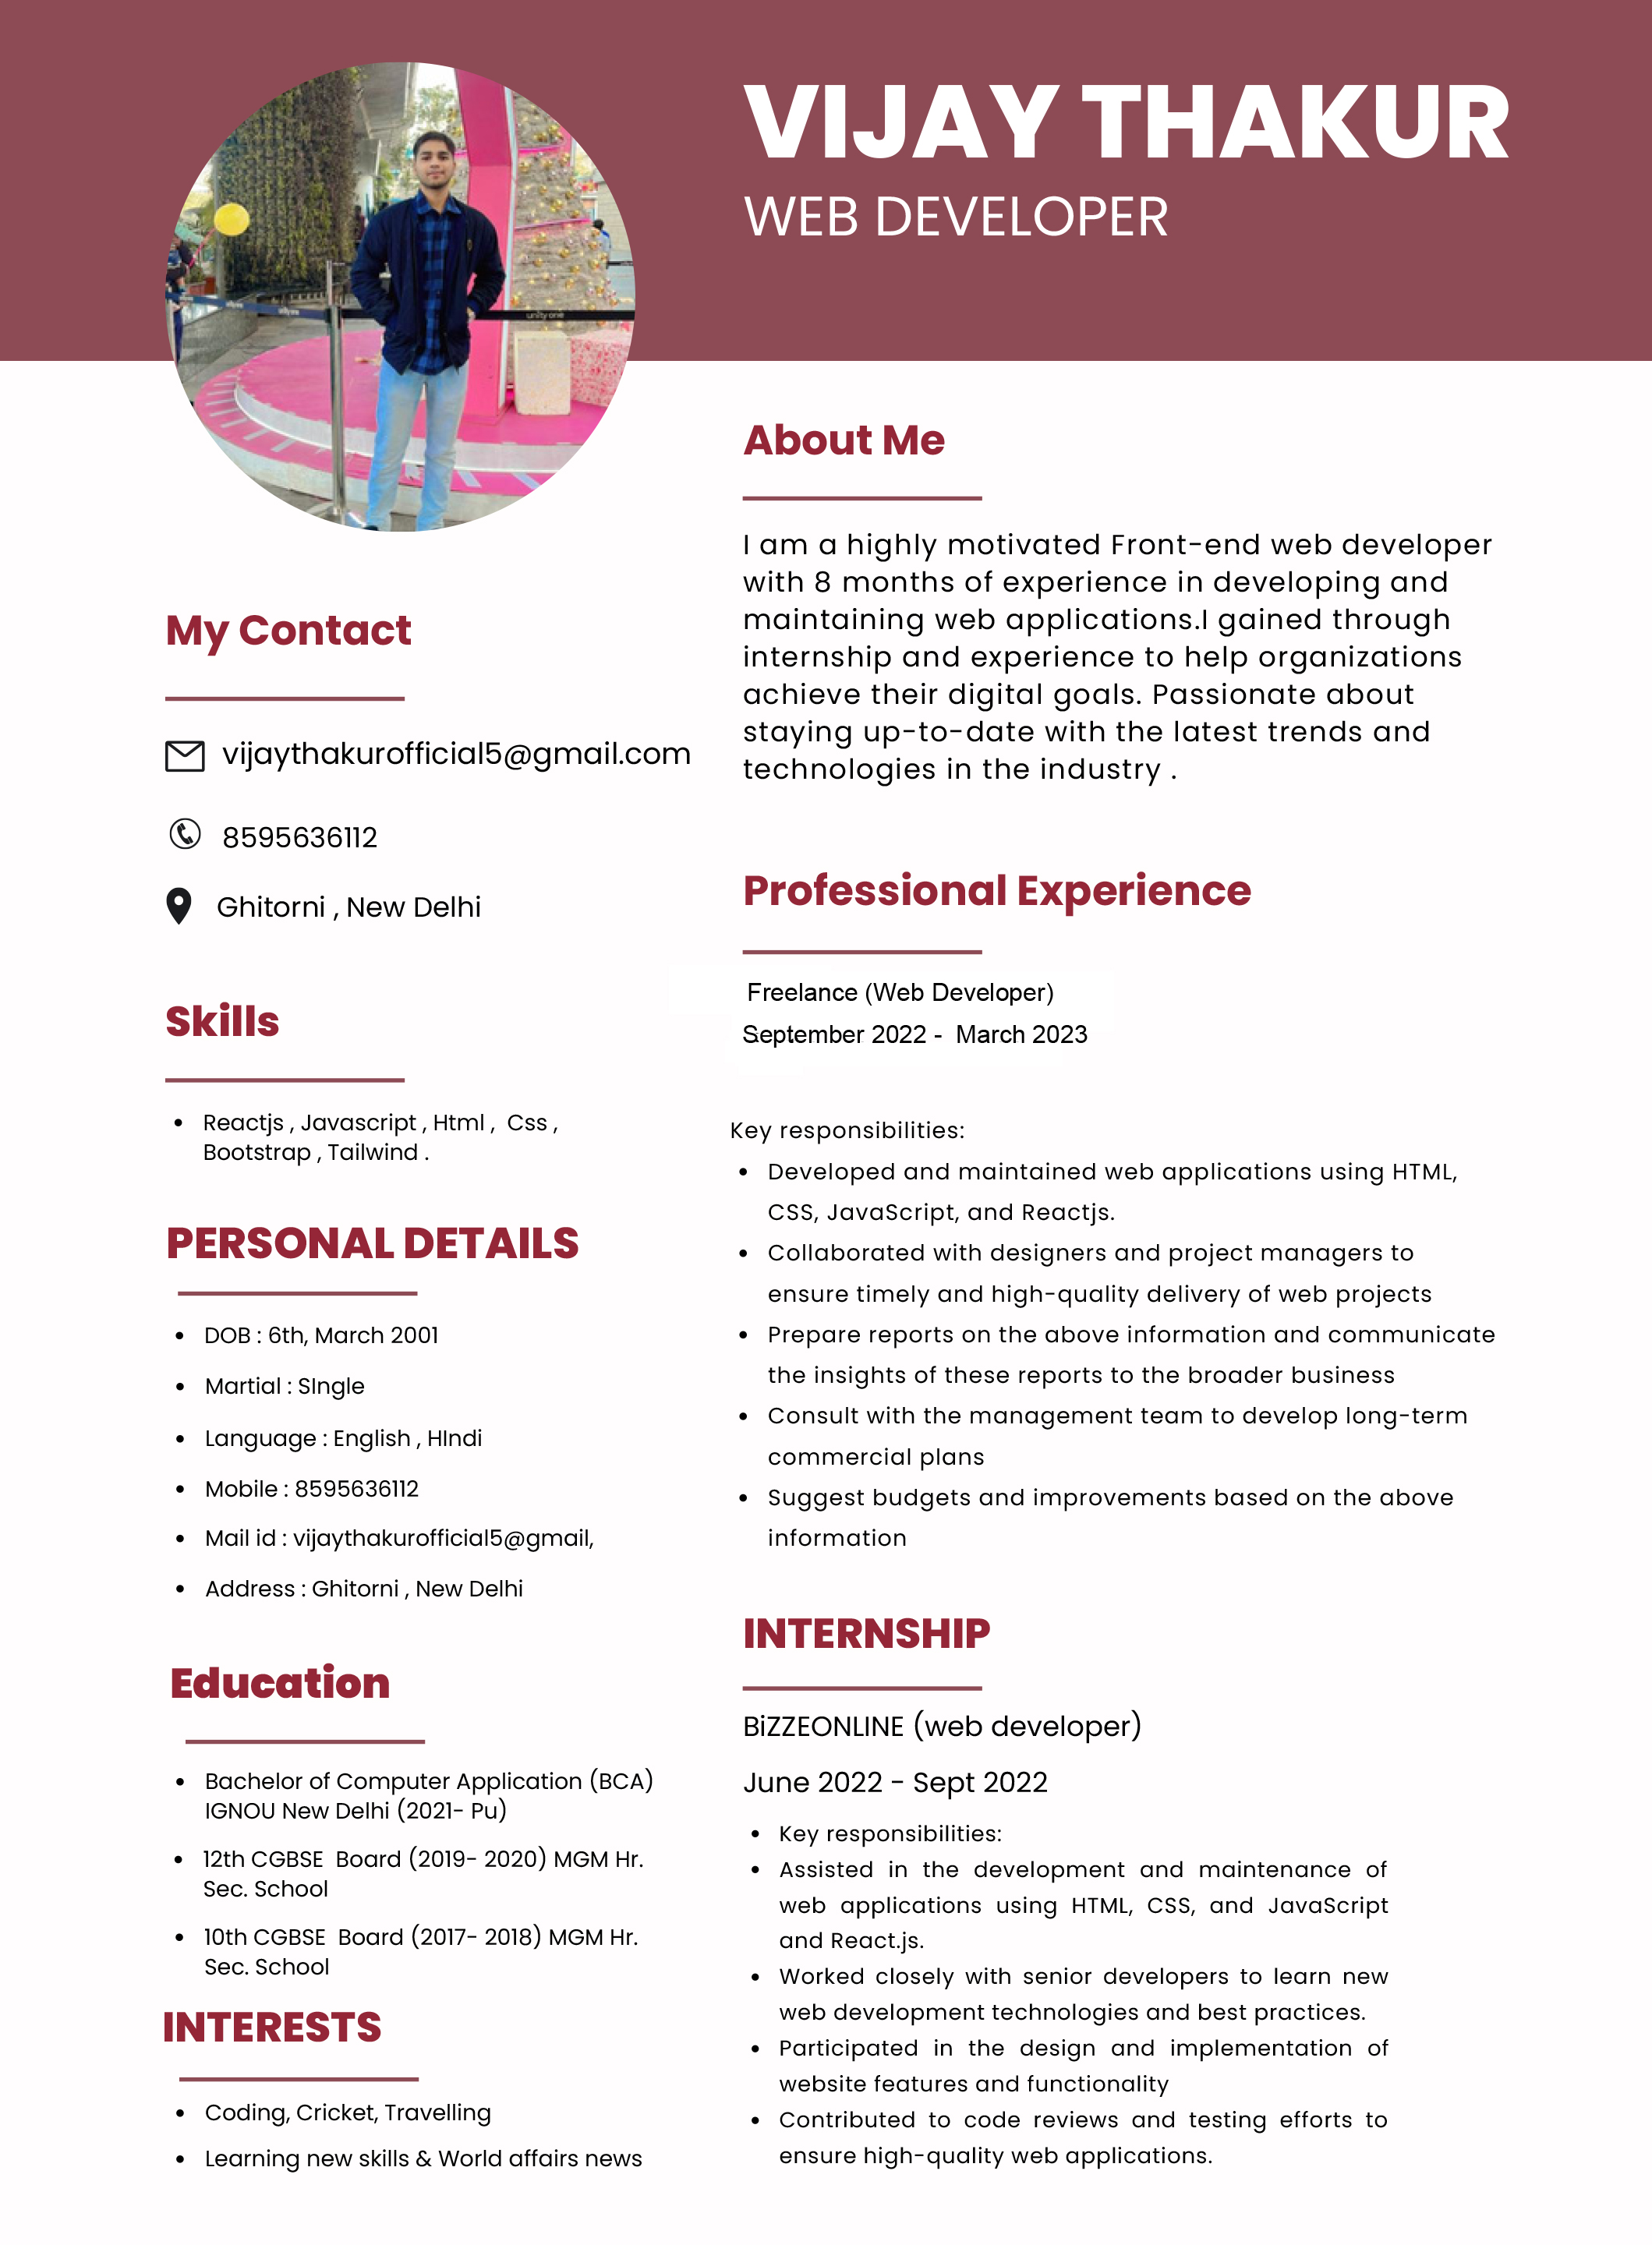 VIJAY THAKUR
WEB DEVELOPER
unity one
My Contact
vijaythakurofficial5@gmail.com
8595636112
Ghitorni , New Delhi
Skills
• Reactjs , Javascript , Html ,  Css ,
Bootstrap , Tailwind .
PERSONAL DETAILS
• DOB : 6th, March 2001
• Martial : SIngle
• Language : English , HIndi
• Mobile : 8595636112
• Mail id : vijaythakurofficial5@gmail,
• Address : Ghitorni , New Delhi
Education
• Bachelor of Computer Application (BCA)
IGNOU New Delhi (2021- Pu)
• 12th CGBSE  Board (2019- 2020) MGM Hr.
Sec. School
• 10th CGBSE  Board (2017- 2018) MGM Hr.
Sec. School
INTERESTS
• Coding, Cricket, Travelling
• Learning new skills & World affairs news
About Me
I am a highly motivated Front-end web developer
with 8 months of experience in developing and
maintaining web applications.I gained through
internship and experience to help organizations
achieve their digital goals. Passionate about
staying up-to-date with the latest trends and
technologies in the industry .
Professional Experience
Freelance (Web Developer)
September 2022 -  March 2023
Key responsibilities:
• Developed and maintained web applications using HTML,
CSS, JavaScript, and Reactjs.
• Collaborated with designers and project managers to
ensure timely and high-quality delivery of web projects
• Prepare reports on the above information and communicate
the insights of these reports to the broader business
• Consult with the management team to develop long-term
commercial plans
• Suggest budgets and improvements based on the above
information
INTERNSHIP
BiZZEONLINE (web developer)
June 2022 - Sept 2022
• Key responsibilities:
• Assisted in the development and maintenance of
web applications using HTML, CSS, and JavaScript
and React.js.
• Worked closely with senior developers to learn new
web development technologies and best practices.
• Participated in the design and implementation of
website features and functionality
• Contributed to code reviews and testing efforts to
ensure high-quality web applications.